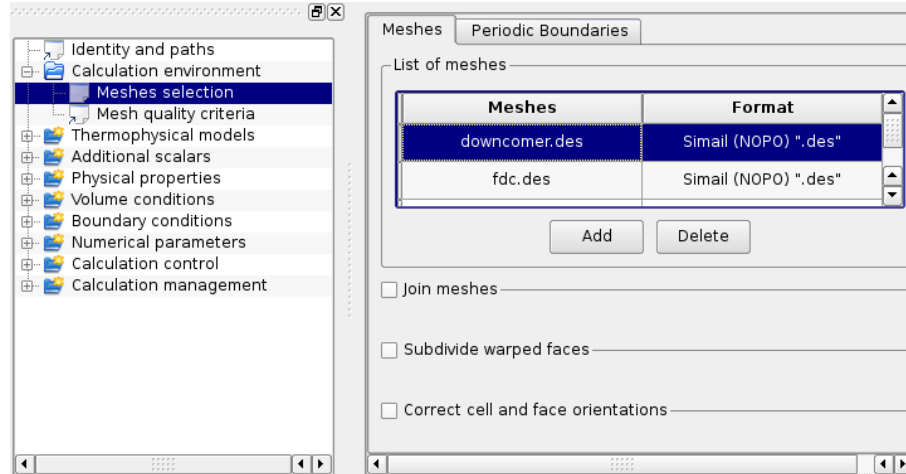 Identity and paths
Calculation environment
Meshes selection
Mesh quality criteria
Thermophysical models
Additional scalars
Physical properties
Volume conditions
Boundary conditions
Numerical parameters
Calculation control
Calculation management
Meshes Periodic Boundaries
List of meshes
Meshes Format
downcomer.des Simail (NOPO) ".des"
fdc.des Simail (NOPO) ".des"
Add Delete
Join meshes
Subdivide warped faces
Correct cell and face orientations